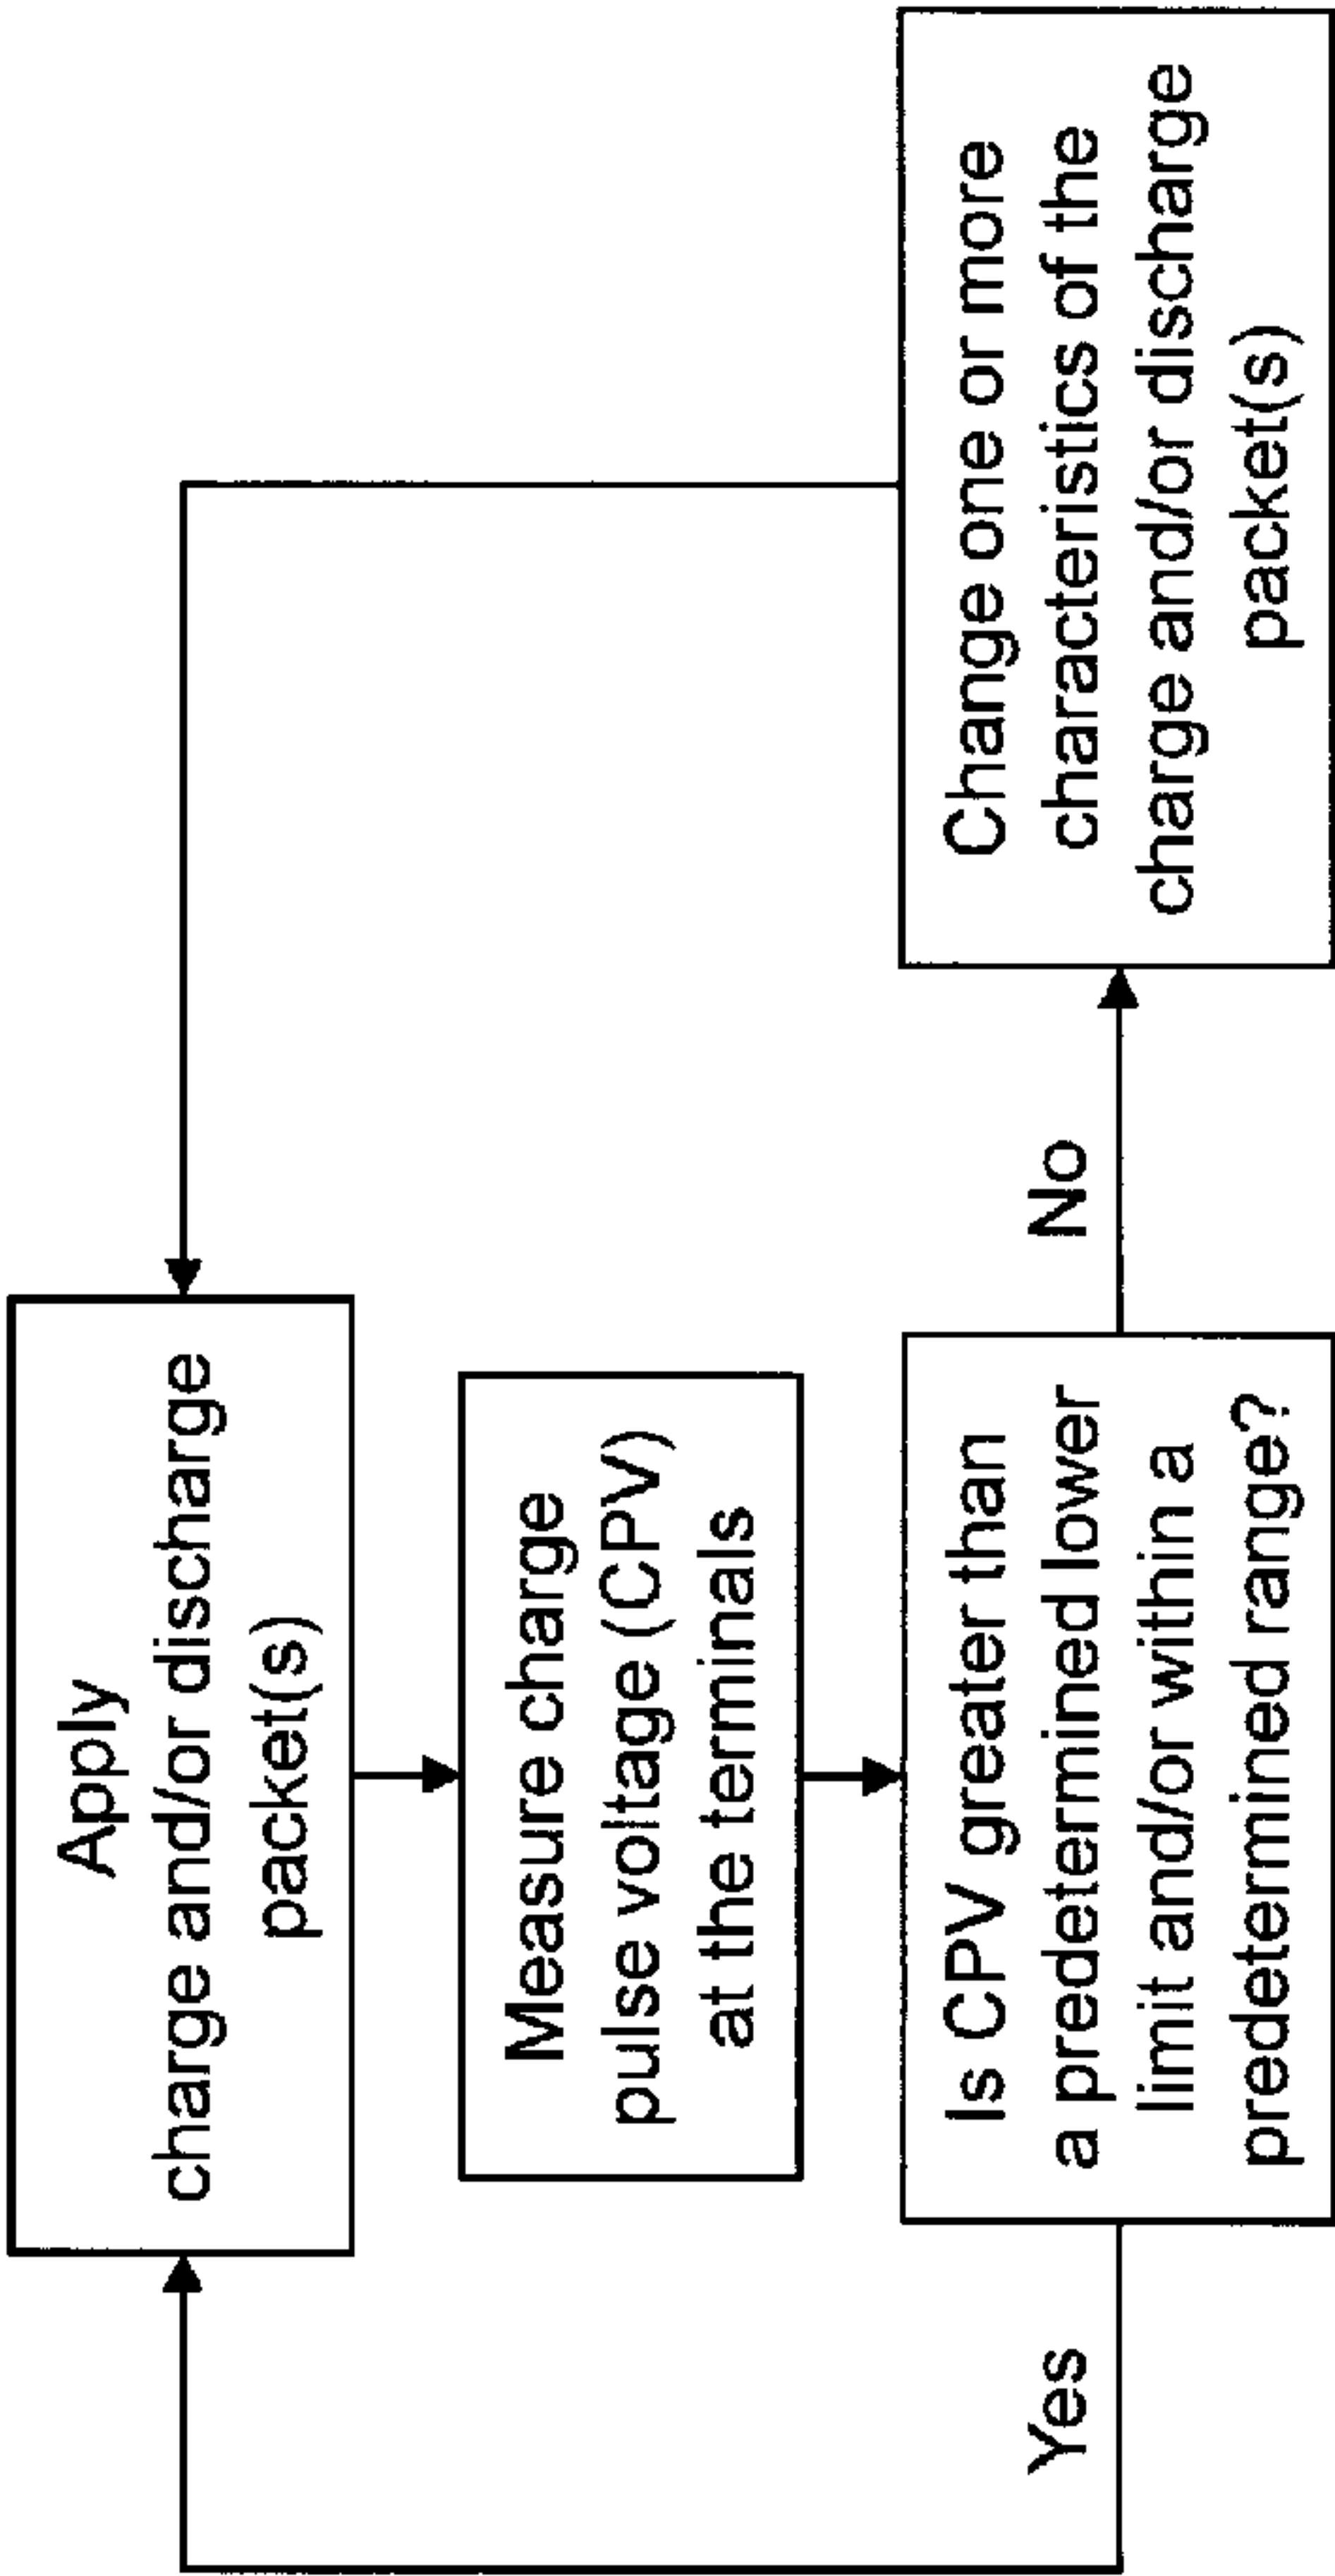 Apply
charge and/or discharge
packet(s)
Measure charge
pulse voltage (CPV)
at the terminals
Is CPV greater than
a predetermined lower
limit and/or within a
predetermined range?
Yes
No
Change one or more
characteristics of the
charge and/or discharge
packet(s)